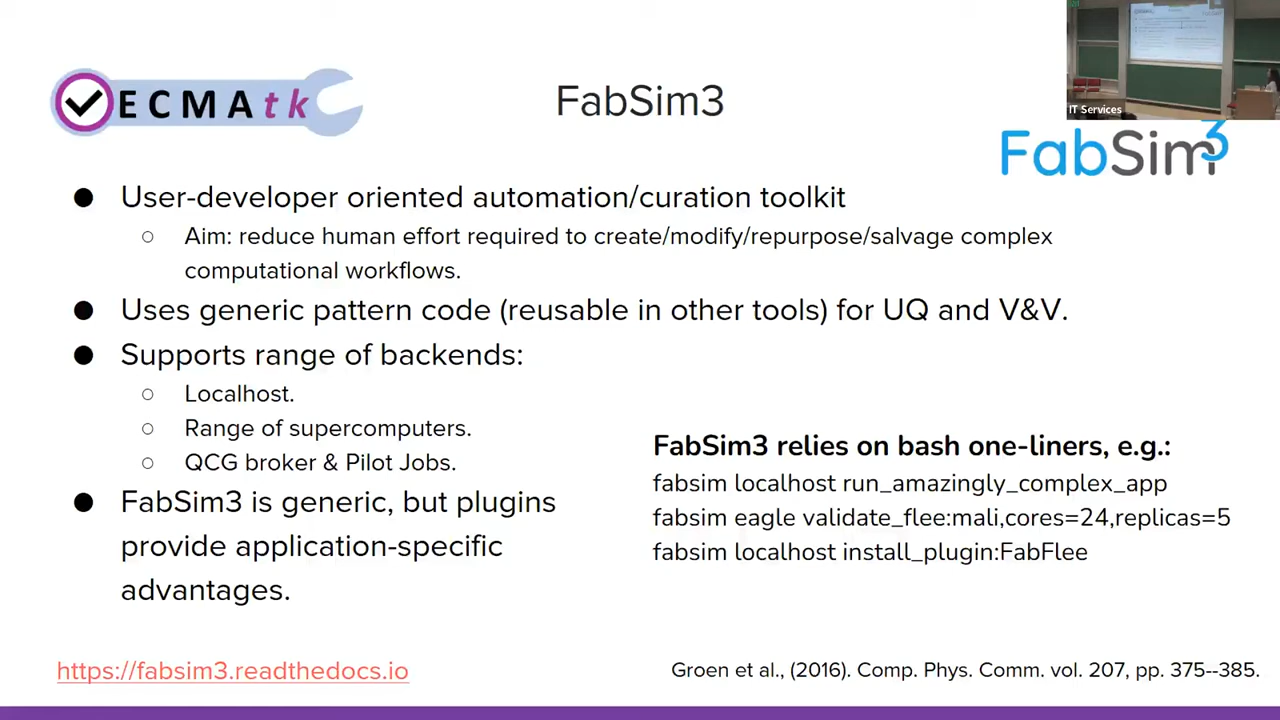 ECMAtk
FabSim3
IT Services
FabSim3
● User-developer oriented automation/curation toolkit
○ Aim: reduce human effort required to create/modify/repurpose/salvage complex
computational workflows.
● Uses generic pattern code (reusable in other tools) for UQ and V&V.
● Supports range of backends:
○ Localhost.
○ Range of supercomputers.
○ QCG broker & Pilot Jobs.
● FabSim3 is generic, but plugins
provide application-specific
advantages.
FabSim3 relies on bash one-liners, e.g.:
fabsim localhost run_amazingly_complex_app
fabsim eagle validate_flee:mali,cores=24,replicas=5
fabsim localhost install_plugin:FabFlee
https://fabsim3.readthedocs.io
Groen et al., (2016). Comp. Phys. Comm. vol. 207, pp. 375--385.